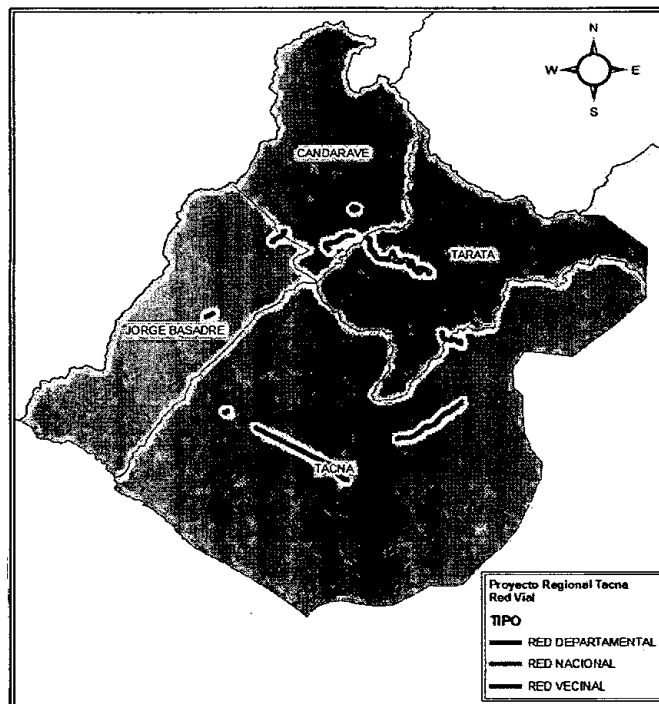 N
W E
S
CANDARAVE
TARATA
JORGE BASADRE
TACNA
Proyecto Regional Tacna
Red Vial
TIPO
RED DEPARTAMENTAL
RED NACIONAL
RED VECINAL